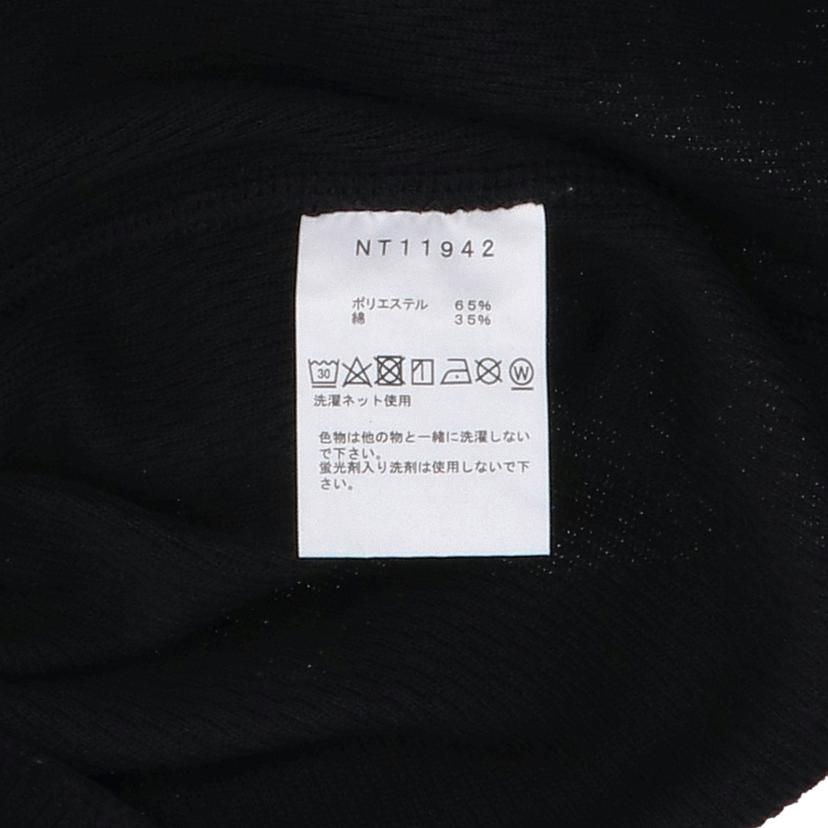 NT11942
ポリエステル 65%
綿 35%
30 W
洗濯ネット使用
色物は他の物と一緒に洗濯しない
で下さい。
蛍光剤入り洗剤は使用しないで下
さい。